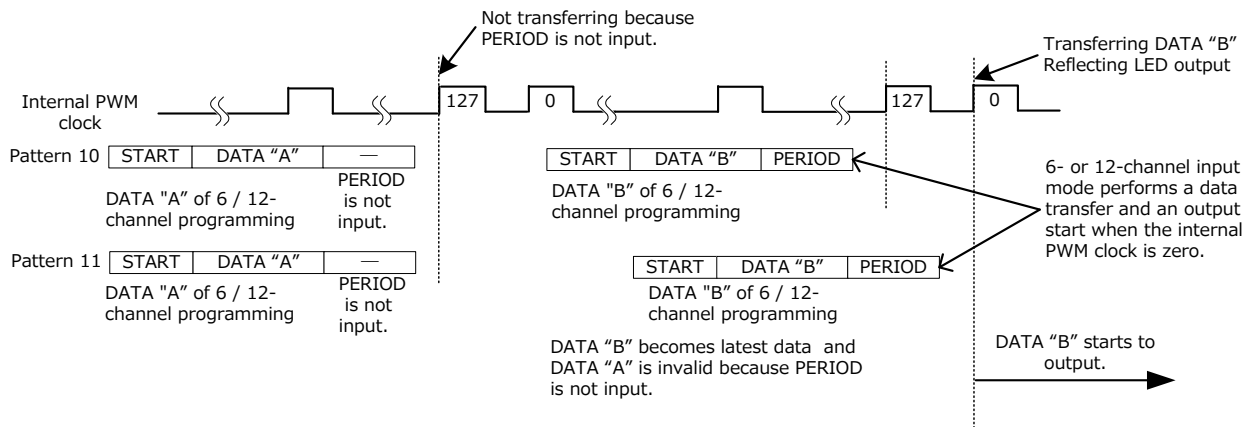 Not transferring because
PERIOD is not input.
Transferring DATA “B”
Reflecting LED output
Internal PWM
clock
127
0
127
0
Pattern 10
START
DATA “A”
—
START
DATA “B”
PERIOD
DATA "A" of 6 / 12-
channel programming
PERIOD
is not
input.
DATA "B" of 6 / 12-
channel programming
6- or 12-channel input
mode performs a data
transfer and an output
start when the internal
PWM clock is zero.
Pattern 11
START
DATA “A”
—
START
DATA “B”
PERIOD
DATA "A" of 6 / 12-
channel programming
PERIOD
is not
input.
DATA "B" of 6 / 12-
channel programming
DATA “B” becomes latest data and
DATA “A” is invalid because PERIOD
is not input.
DATA “B” starts to
output.